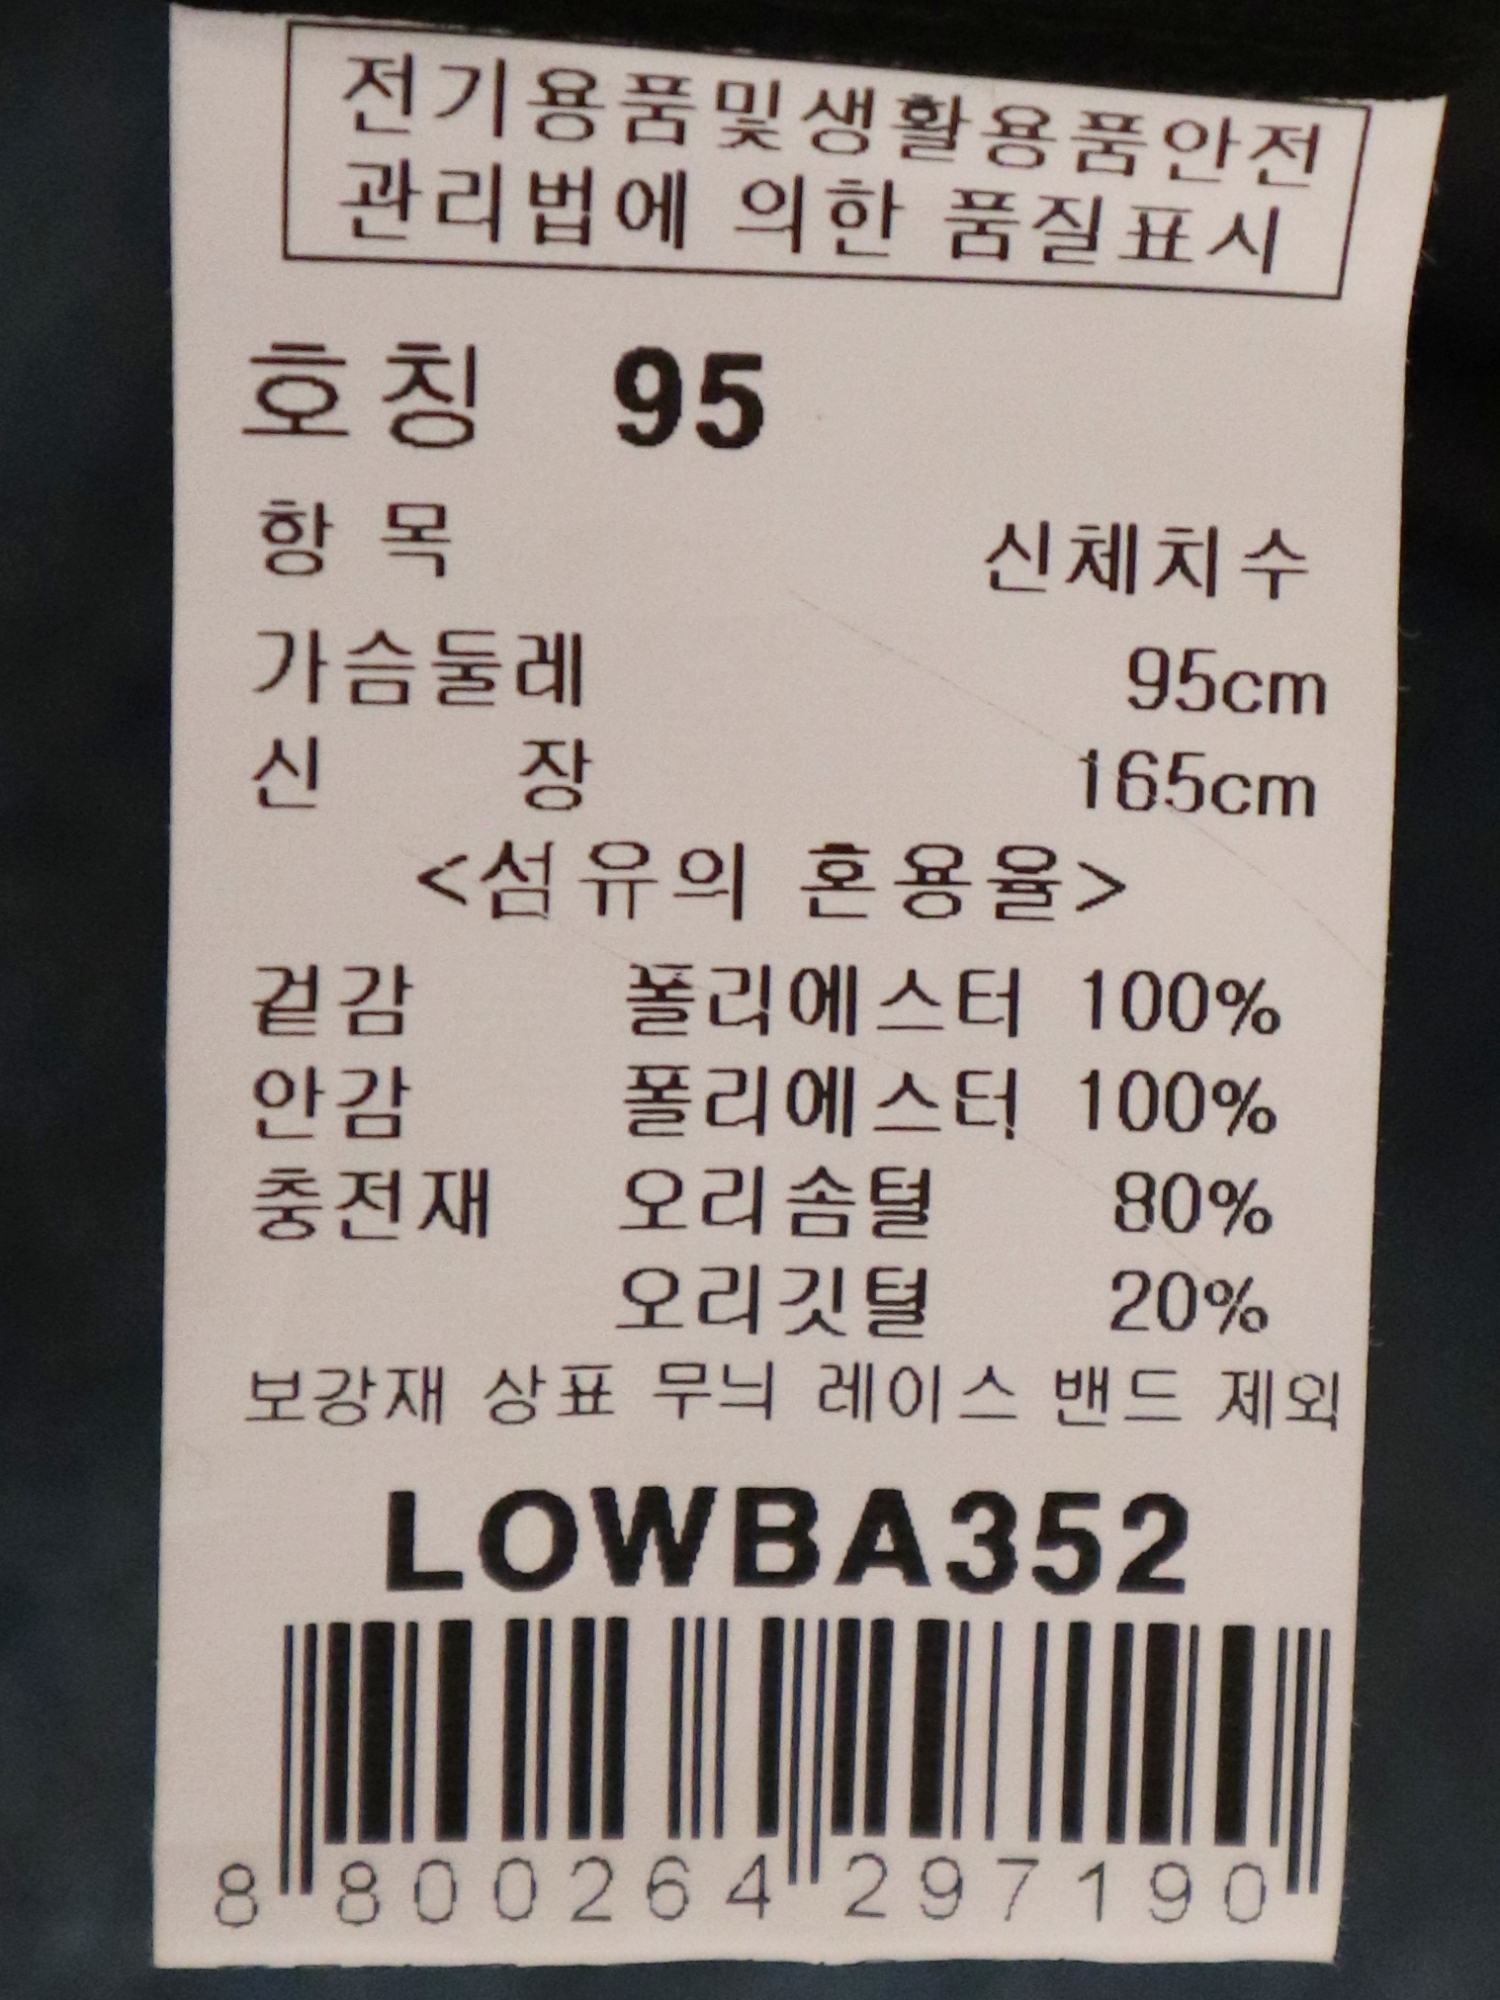 전기용품및생활용품안전
관리법에 의한 품질표시
호칭 95
항 목 신체치수
가슴둘레 95cm
신 장 165cm
<섬유의 혼용율>
겉감 폴리에스터 100%
안감 폴리에스터 100%
충전재 오리솜털 80%
오리깃털 20%
보강재 상표 무늬 레이스 밴드 제외
LOWBA352
8 800264 297190